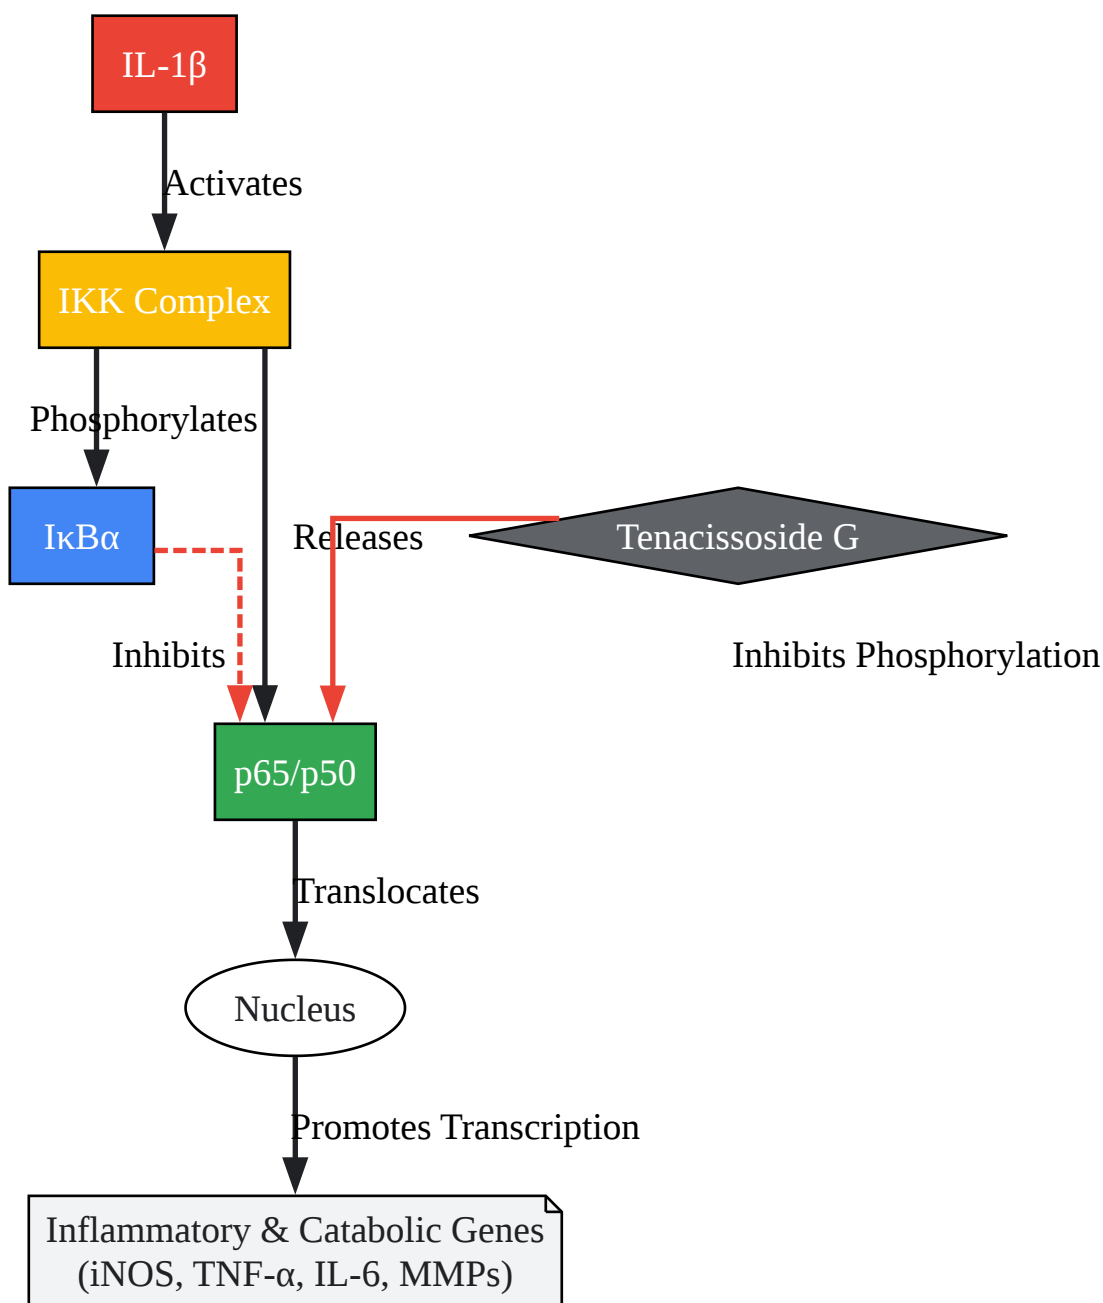 IL-1β
Activates
IKK Complex
Phosphorylates
IκBα
Releases
Tenacissoside G
Inhibits
Inhibits Phosphorylation
p65/p50
Translocates
Nucleus
Promotes Transcription
Inflammatory & Catabolic Genes
(iNOS, TNF-α, IL-6, MMPs)